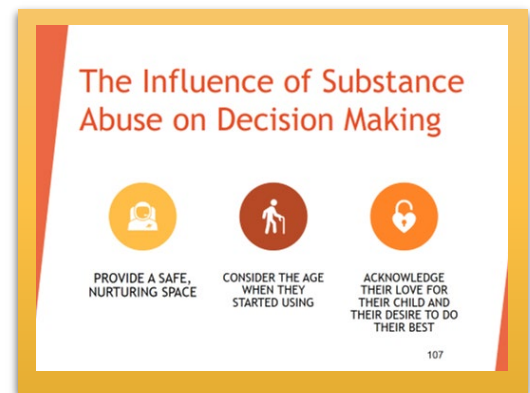 The Influence of Substance
Abuse on Decision Making
PROVIDE A SAFE,
NURTURING SPACE
CONSIDER THE AGE
WHEN THEY
STARTED USING
ACKNOWLEDGE
THEIR LOVE FOR
THEIR CHILD AND
THEIR DESIRE TO DO
THEIR BEST
107